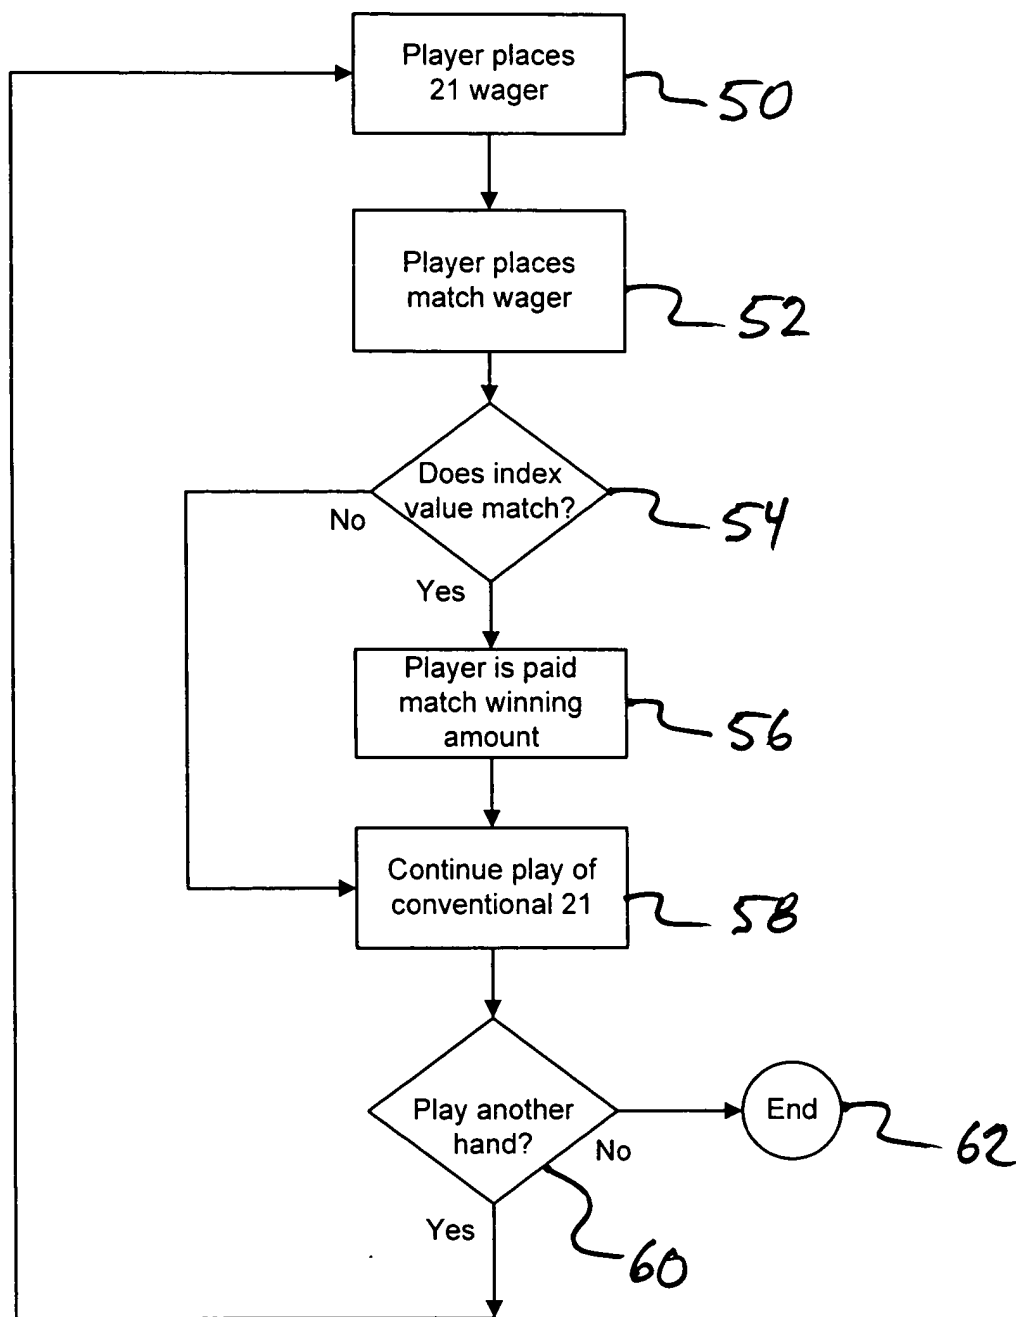 Player places
21 wager
50
Player places
match wager
52
Does index
value match?
54
No
Yes
Player is paid
match winning
amount
56
Continue play of
conventional 21
58
Play another
hand?
No
End
62
Yes
60